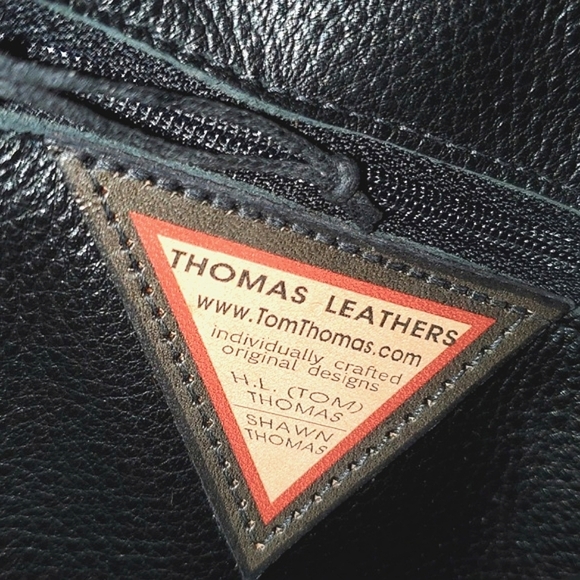 THOMAS LEATHERS
www.TomThomas.com
individually crafted
original designs
H.L. (TOM)
THOMAS
SHAWN
THOMAS